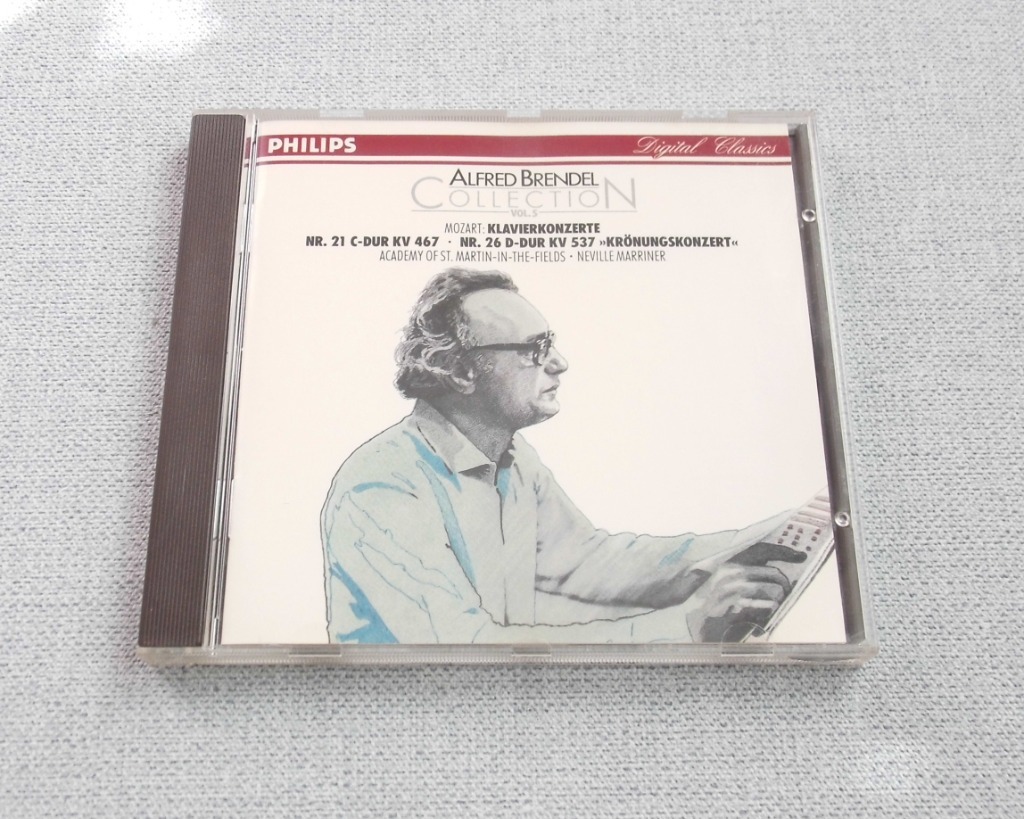 PHILIPS Digital Classics
ALFRED BRENDEL
COLLECTION
VOL. 5
MOZART: KLAVIERKONZERTE
NR. 21 C-DUR KV 467 · NR. 26 D-DUR KV 537 »KRÖNUNGSKONZERT«
ACADEMY OF ST. MARTIN-IN-THE-FIELDS · NEVILLE MARRINER